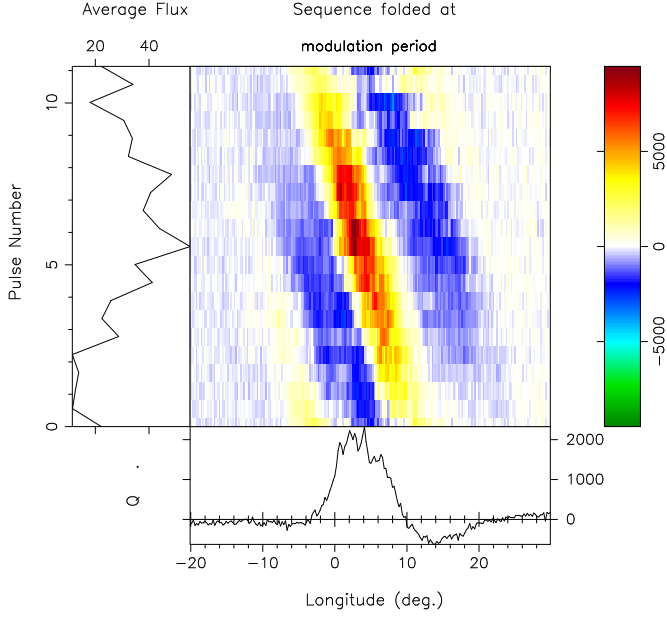 Average Flux Sequence folded at
20 40 modulation period
10
5
0
Pulse Number
5000
0
−5000
Q .
2000
1000
0
−20 −10 0 10 20
Longitude (deg.)